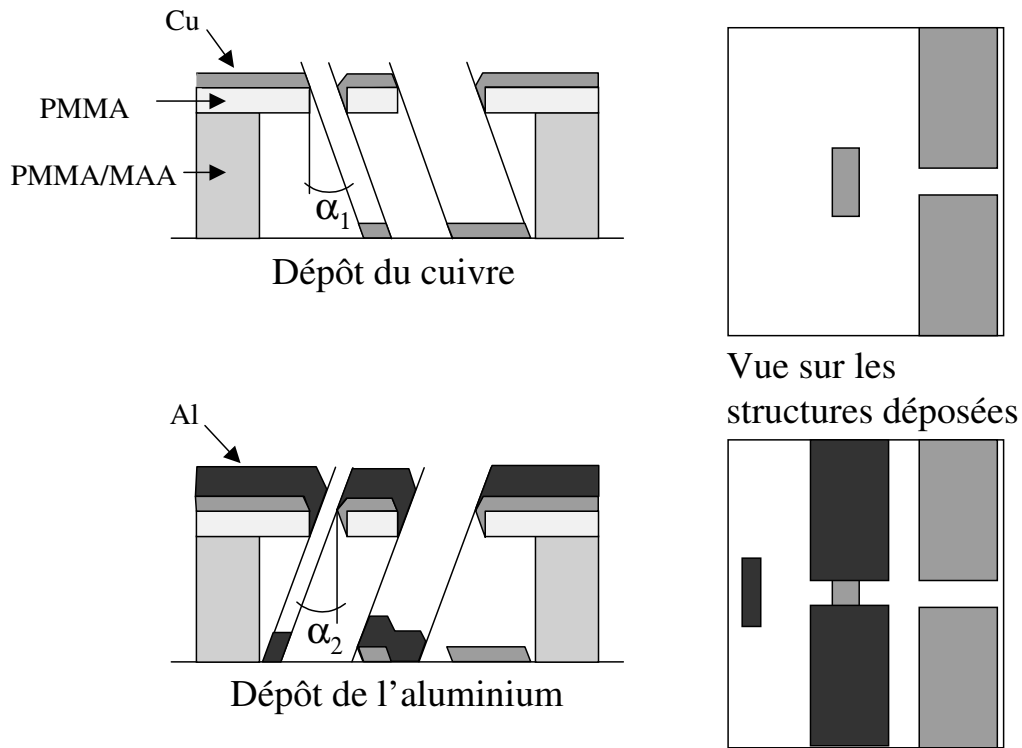 Cu
PMMA
PMMA/MAA
α₁
Dépôt du cuivre
Vue sur les
structures déposées
Al
α₂
Dépôt de l’aluminium